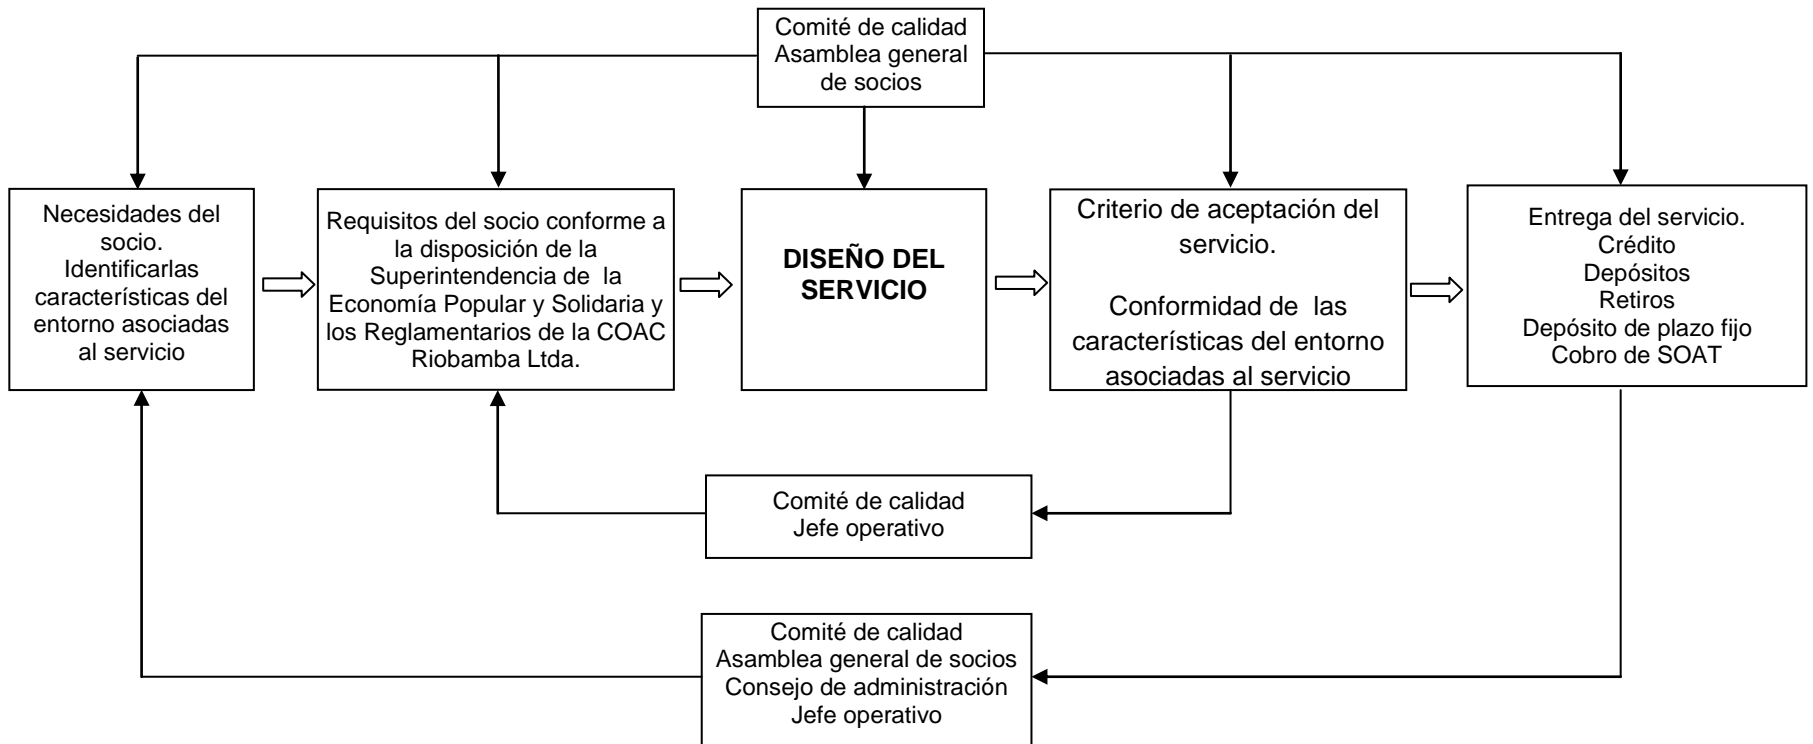 Comité de calidad
Asamblea general
de socios
Necesidades del
socio.
Identificarlas
características del
entorno asociadas
al servicio
Requisitos del socio conforme a
la disposición de la
Superintendencia de la
Economía Popular y Solidaria y
los Reglamentarios de la COAC
Riobamba Ltda.
DISEÑO DEL
SERVICIO
Criterio de aceptación del
servicio.
Conformidad de las
características del entorno
asociadas al servicio
Entrega del servicio.
Crédito
Depósitos
Retiros
Depósito de plazo fijo
Cobro de SOAT
Comité de calidad
Jefe operativo
Comité de calidad
Asamblea general de socios
Consejo de administración
Jefe operativo